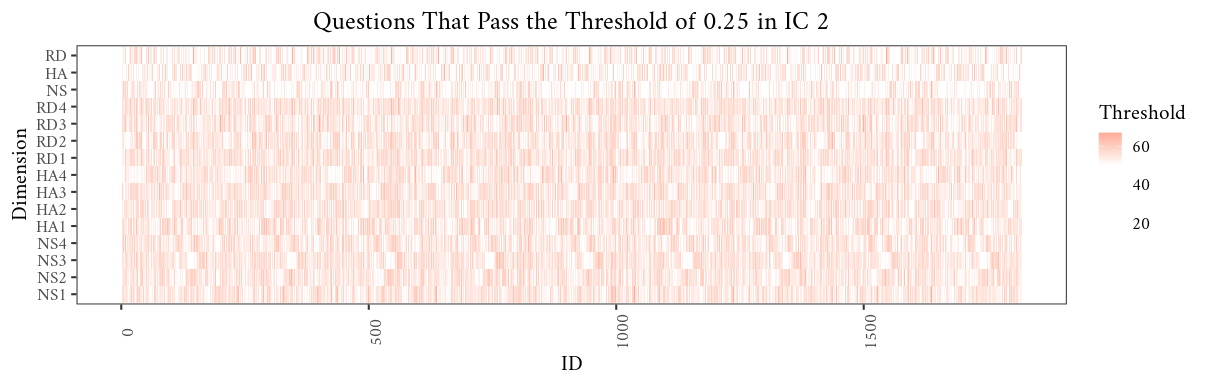 Questions That Pass the Threshold of 0.25 in IC 2
Dimension
RD
HA
NS
RD4
RD3
RD2
RD1
HA4
HA3
HA2
HA1
NS4
NS3
NS2
NS1
0
500
1000
1500
ID
Threshold
60
40
20